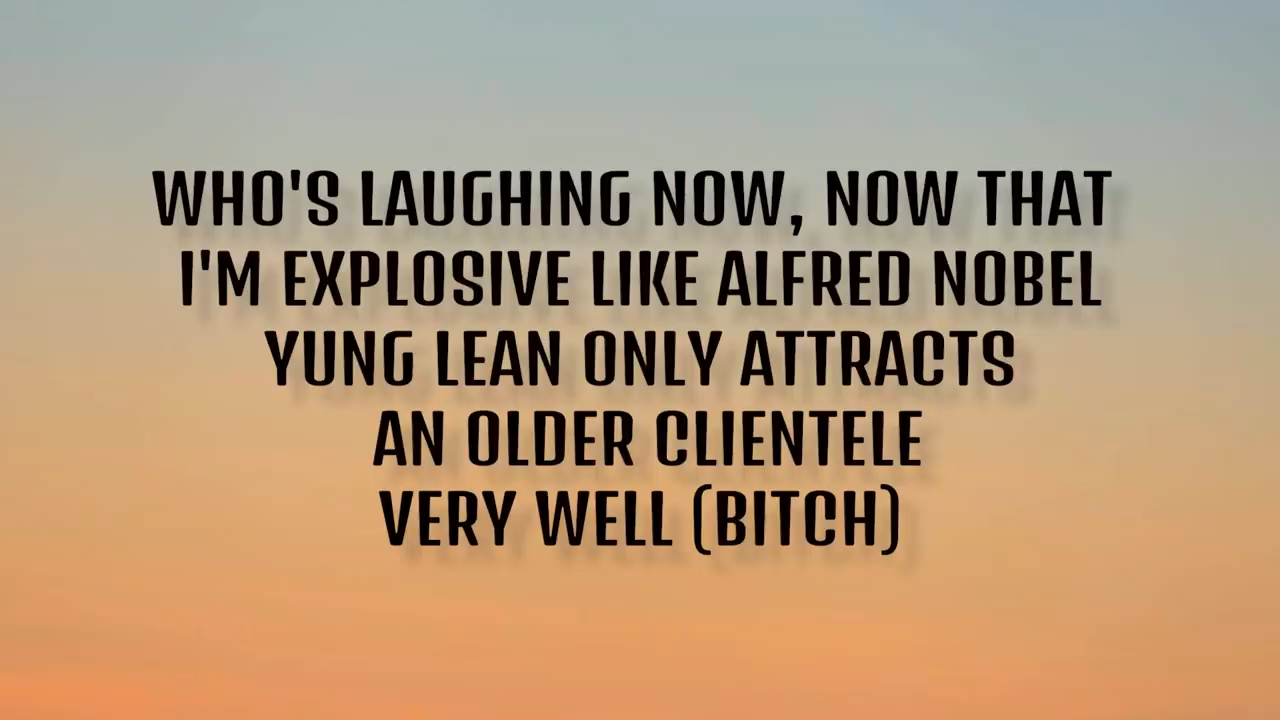 WHO'S LAUGHING NOW, NOW THAT
I'M EXPLOSIVE LIKE ALFRED NOBEL
YUNG LEAN ONLY ATTRACTS
AN OLDER CLIENTELE
VERY WELL (BITCH)